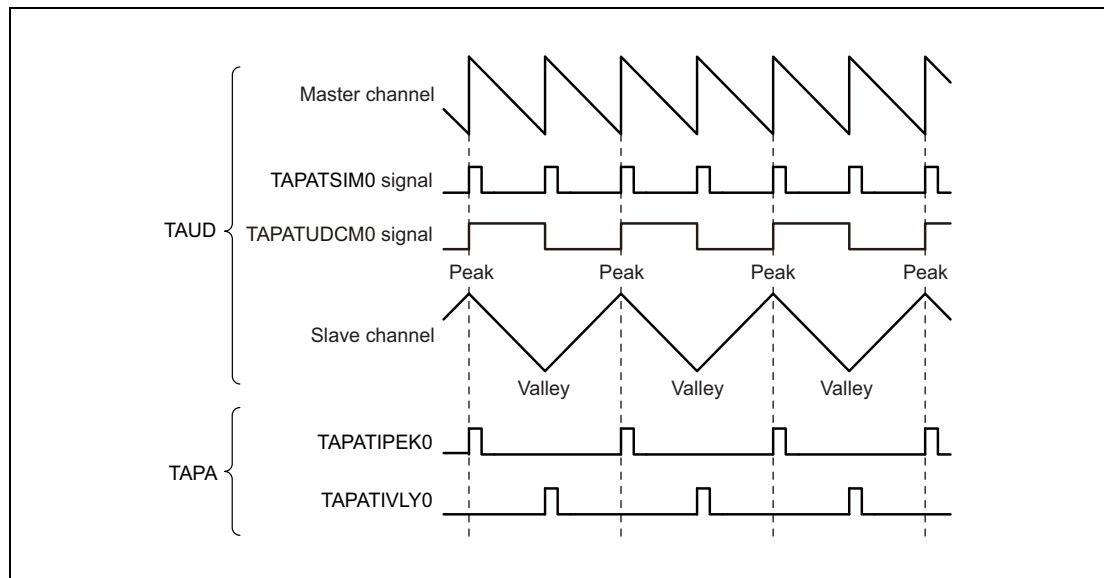 Master channel
TAPATSIM0 signal
TAUD
TAPATUDCM0 signal
Peak Peak Peak Peak
Slave channel
Valley Valley Valley
TAPATIPEK0
TAPA
TAPATIVLY0